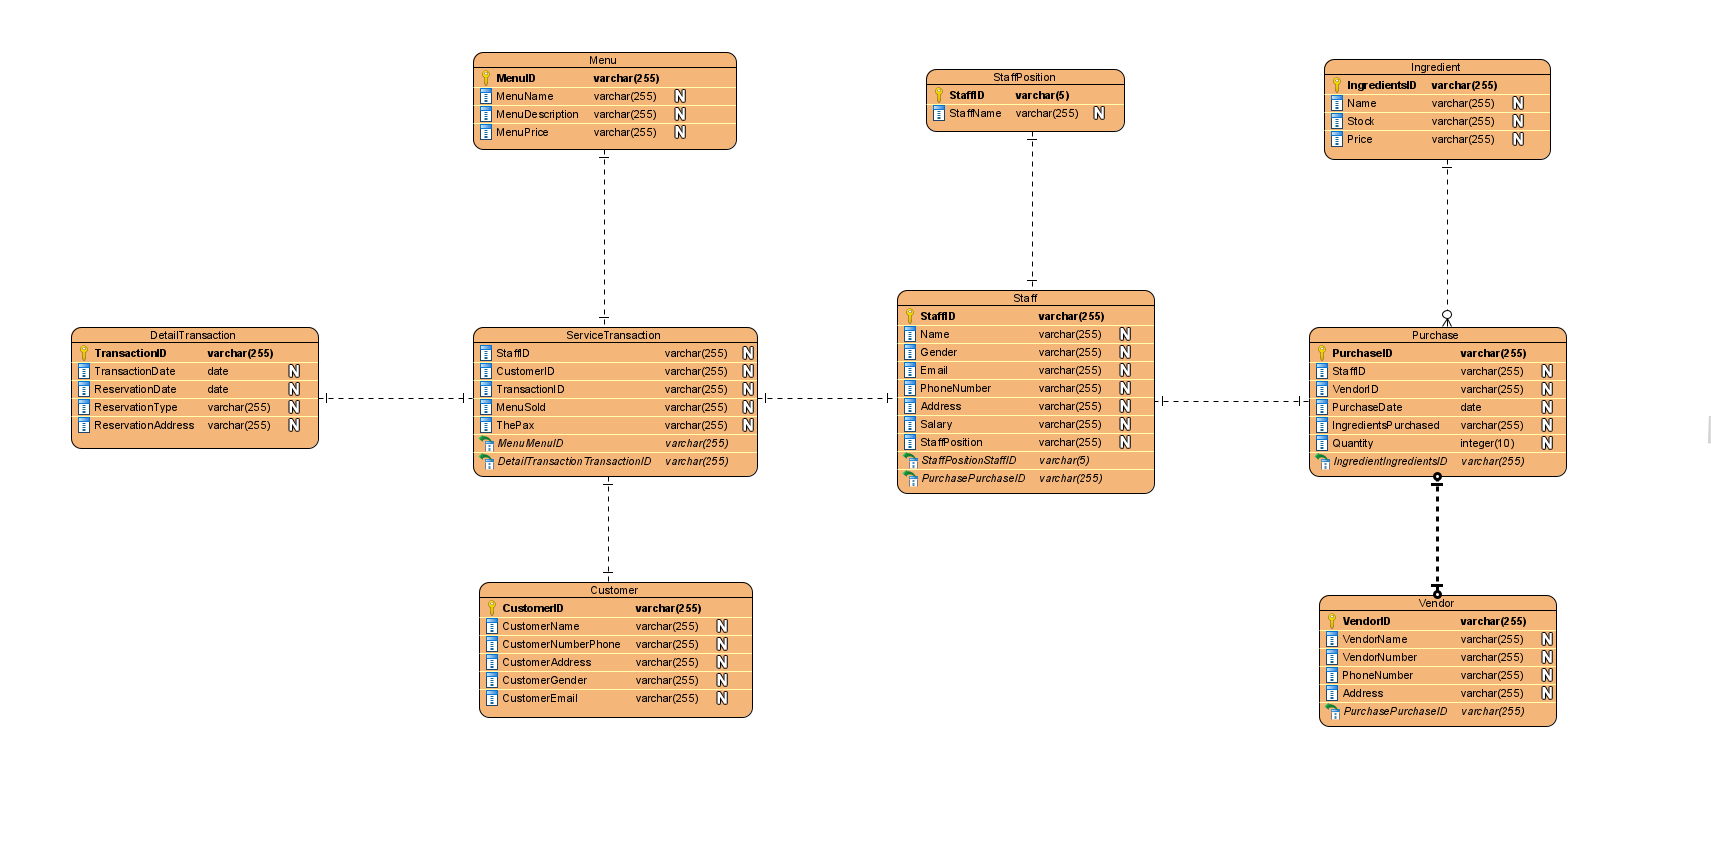 Menu
MenuID varchar(255)
MenuName varchar(255) N
MenuDescription varchar(255) N
MenuPrice varchar(255) N
StaffPosition
StaffID varchar(5)
StaffName varchar(255) N
Ingredient
IngredientsID varchar(255)
Name varchar(255) N
Stock varchar(255) N
Price varchar(255) N
DetailTransaction
TransactionID varchar(255)
TransactionDate date N
ReservationDate date N
ReservationType varchar(255) N
ReservationAddress varchar(255) N
ServiceTransaction
StaffID varchar(255) N
CustomerID varchar(255) N
TransactionID varchar(255) N
MenuSold varchar(255) N
ThePax varchar(255) N
MenuMenuID varchar(255)
DetailTransactionTransactionID varchar(255)
Staff
StaffID varchar(255)
Name varchar(255) N
Gender varchar(255) N
Email varchar(255) N
PhoneNumber varchar(255) N
Address varchar(255) N
Salary varchar(255) N
StaffPosition varchar(255) N
StaffPositionStaffID varchar(5)
PurchasePurchaseID varchar(255)
Purchase
PurchaseID varchar(255)
StaffID varchar(255) N
VendorID varchar(255) N
PurchaseDate date N
IngredientsPurchased varchar(255) N
Quantity integer(10) N
IngredientIngredientsID varchar(255)
Customer
CustomerID varchar(255)
CustomerName varchar(255) N
CustomerNumberPhone varchar(255) N
CustomerAddress varchar(255) N
CustomerGender varchar(255) N
CustomerEmail varchar(255) N
Vendor
VendorID varchar(255)
VendorName varchar(255) N
VendorNumber varchar(255) N
PhoneNumber varchar(255) N
Address varchar(255) N
PurchasePurchaseID varchar(255)